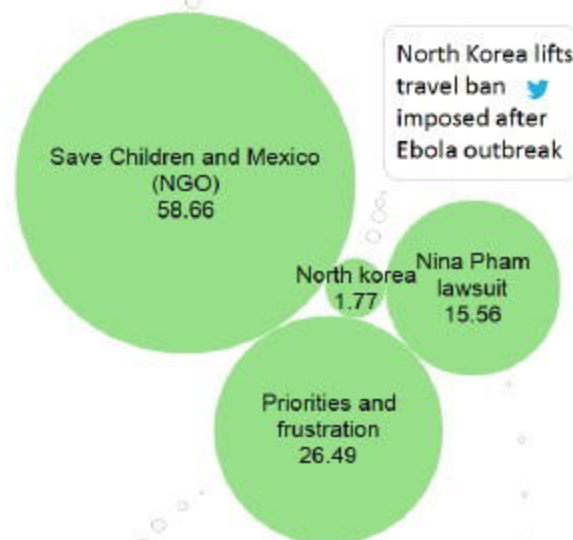 North Korea lifts
travel ban
imposed after
Ebola outbreak
Save Children and Mexico
(NGO)
58.66
North korea
1.77
Nina Pham
lawsuit
15.56
Priorities and
frustration
26.49